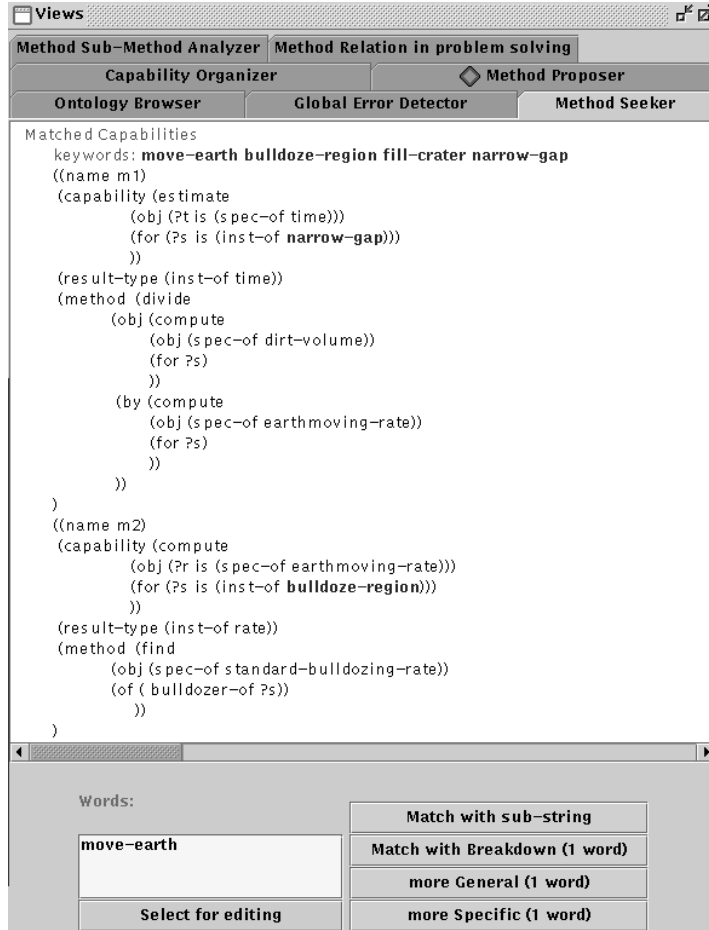 Views
Method Sub-Method Analyzer Method Relation in problem solving
Capability Organizer Method Proposer
Ontology Browser Global Error Detector Method Seeker
Matched Capabilities
keywords: move-earth bulldoze-region fill-crater narrow-gap
((name m1)
(capability (estimate
(obj (?t is (spec-of time)))
(for (?s is (inst-of narrow-gap)))
))
(result-type (inst-of time))
(method (divide
(obj (compute
(obj (spec-of dirt-volume))
(for ?s)
))
(by (compute
(obj (spec-of earthmoving-rate))
(for ?s)
))
))
)
((name m2)
(capability (compute
(obj (?r is (spec-of earthmoving-rate)))
(for (?s is (inst-of bulldoze-region)))
))
(result-type (inst-of rate))
(method (find
(obj (spec-of standard-bulldozing-rate))
(of ( bulldozer-of ?s))
))
)
Words:
Match with sub-string
move-earth
Match with Breakdown (1 word)
more General (1 word)
Select for editing more Specific (1 word)